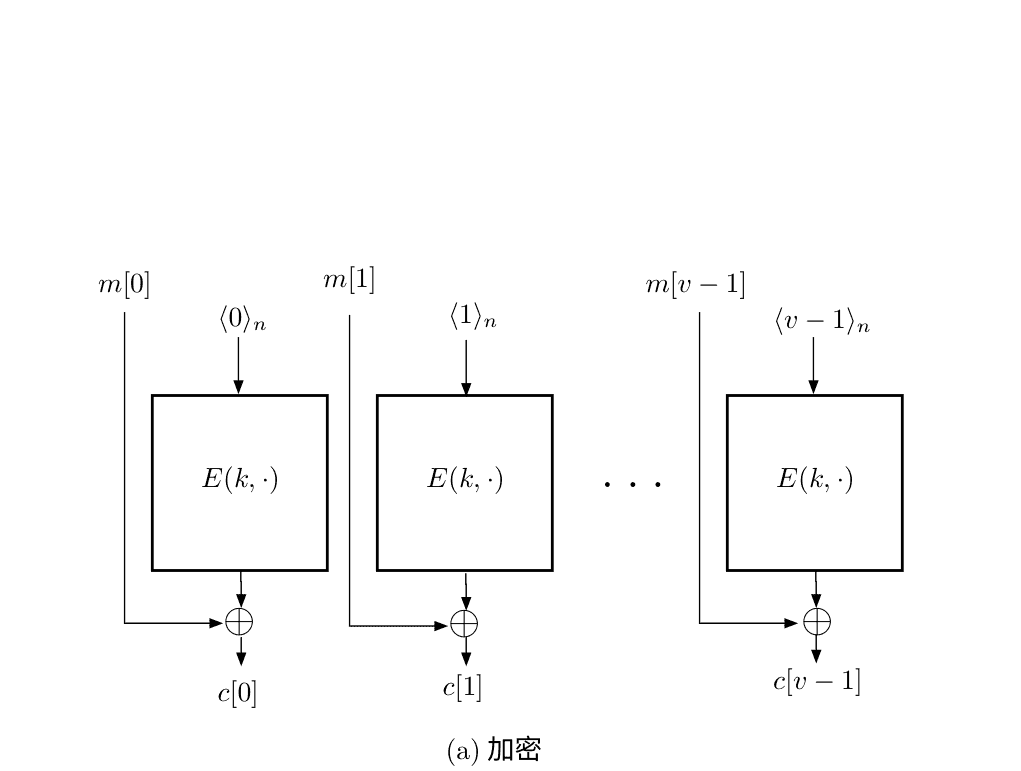 m[0] m[1] m[v − 1]
⟨0⟩ₙ ⟨1⟩ₙ ⟨v − 1⟩ₙ
E(k, ·) E(k, ·) . . . E(k, ·)
c[0] c[1] c[v − 1]
(a) 加密